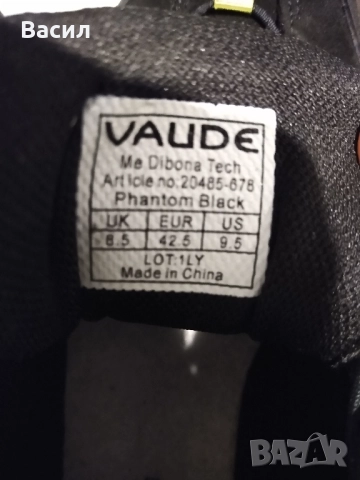 Васил
VAUDE
Me Dibona Tech
Article no:20485-678
Phantom Black
UK EUR US
8.5 42.5 9.5
LOT:1LY
Made in China
BAZAR